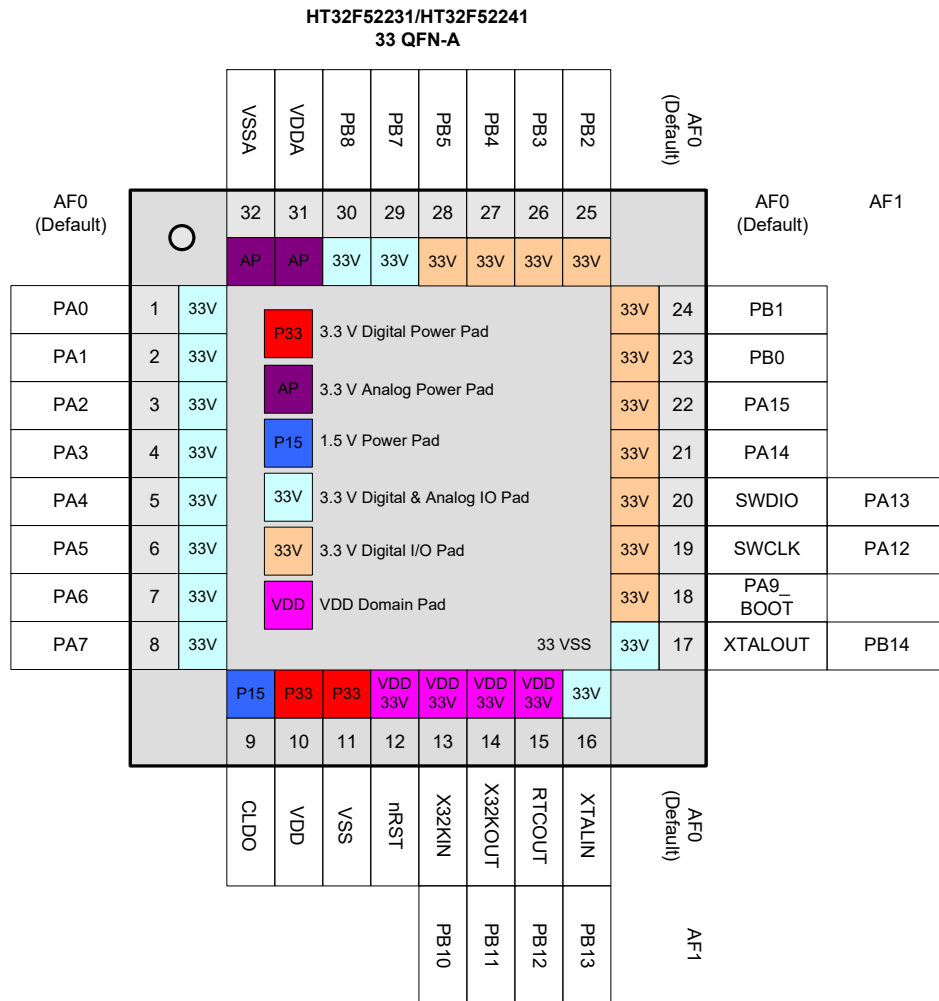 HT32F52231/HT32F52241
33 QFN-A
VSSA
VDDA
PB8
PB7
PB5
PB4
PB3
PB2
AF0
(Default)
AF0
(Default)
32
31
30
29
28
27
26
25
AF0
(Default)
AF1
AP
AP
33V
33V
33V
33V
33V
33V
PA0
1
33V
33V
24
PB1
PA1
2
33V
33V
23
PB0
PA2
3
33V
33V
22
PA15
PA3
4
33V
33V
21
PA14
PA4
5
33V
33V
20
SWDIO
PA13
PA5
6
33V
33V
19
SWCLK
PA12
PA6
7
33V
33V
18
PA9_
BOOT
PA7
8
33V
33V
17
XTALOUT
PB14
P33
3.3 V Digital Power Pad
AP
3.3 V Analog Power Pad
P15
1.5 V Power Pad
33V
3.3 V Digital & Analog IO Pad
33V
3.3 V Digital I/O Pad
VDD
VDD Domain Pad
33 VSS
P15
P33
P33
VDD
33V
VDD
33V
VDD
33V
VDD
33V
33V
9
10
11
12
13
14
15
16
CLDO
VDD
VSS
nRST
X32KIN
X32KOUT
RTCOUT
XTALIN
AF0
(Default)
PB10
PB11
PB12
PB13
AF1